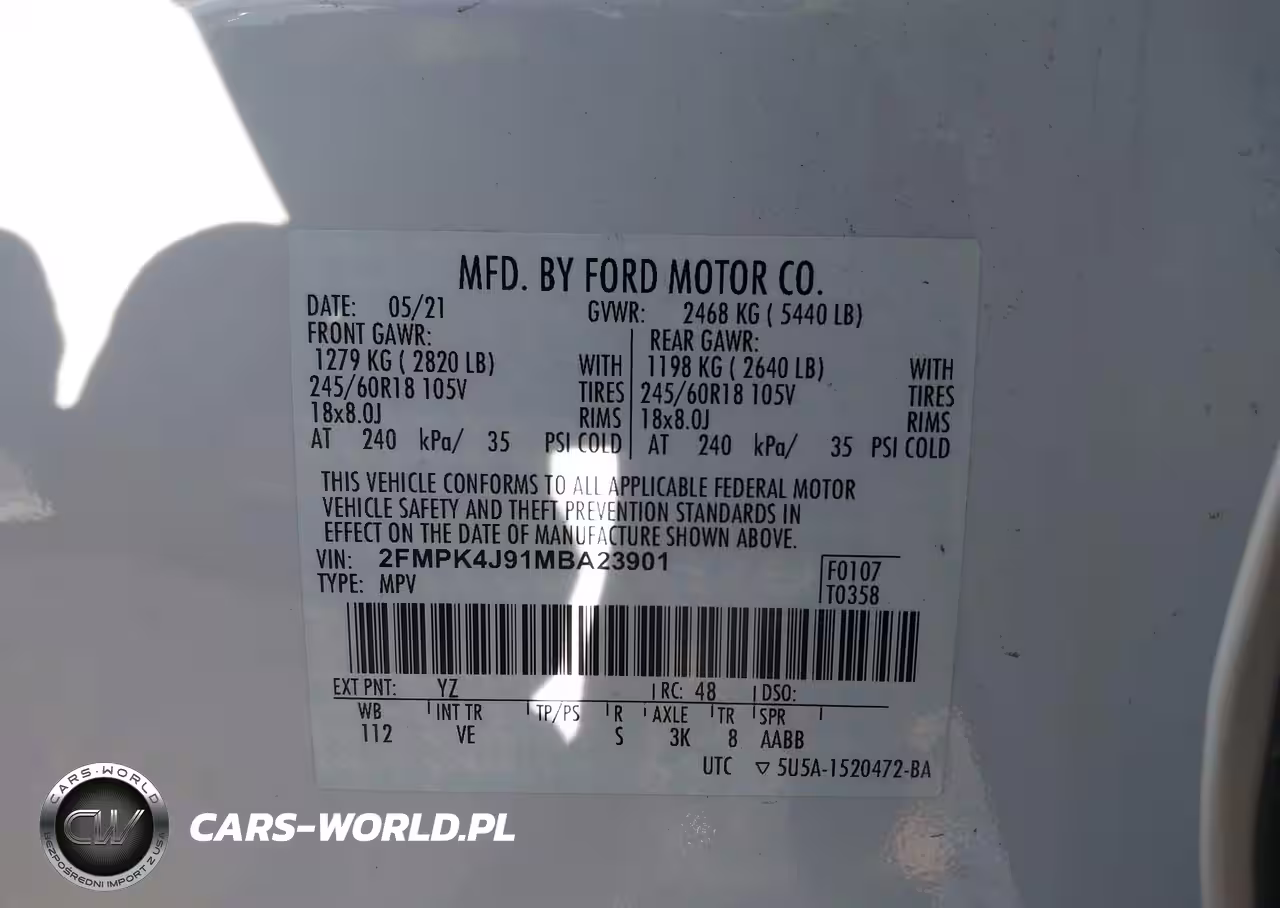 MFD. BY FORD MOTOR CO.
DATE: 05/21 GVWR: 2468 KG ( 5440 LB)
FRONT GAWR: REAR GAWR:
1279 KG ( 2820 LB) WITH 1198 KG ( 2640 LB) WITH
245/60R18 105V TIRES 245/60R18 105V TIRES
18x8.0J RIMS 18x8.0J RIMS
AT 240 kPa/ 35 PSI COLD AT 240 kPa/ 35 PSI COLD
THIS VEHICLE CONFORMS TO ALL APPLICABLE FEDERAL MOTOR
VEHICLE SAFETY AND THEFT PREVENTION STANDARDS IN
EFFECT ON THE DATE OF MANUFACTURE SHOWN ABOVE.
VIN: 2FMPK4J91MBA23901
F0107
TYPE: MPV
T0358
EXT PNT: YZ RC: 48 DSO:
WB INT TR TP/PS R AXLE TR SPR
112 VE S 3K 8 AABB
UTC ▽ 5U5A-1520472-BA
CARS-WORLD
CW
BEZPOŚREDNI IMPORT Z USA
CARS-WORLD.PL